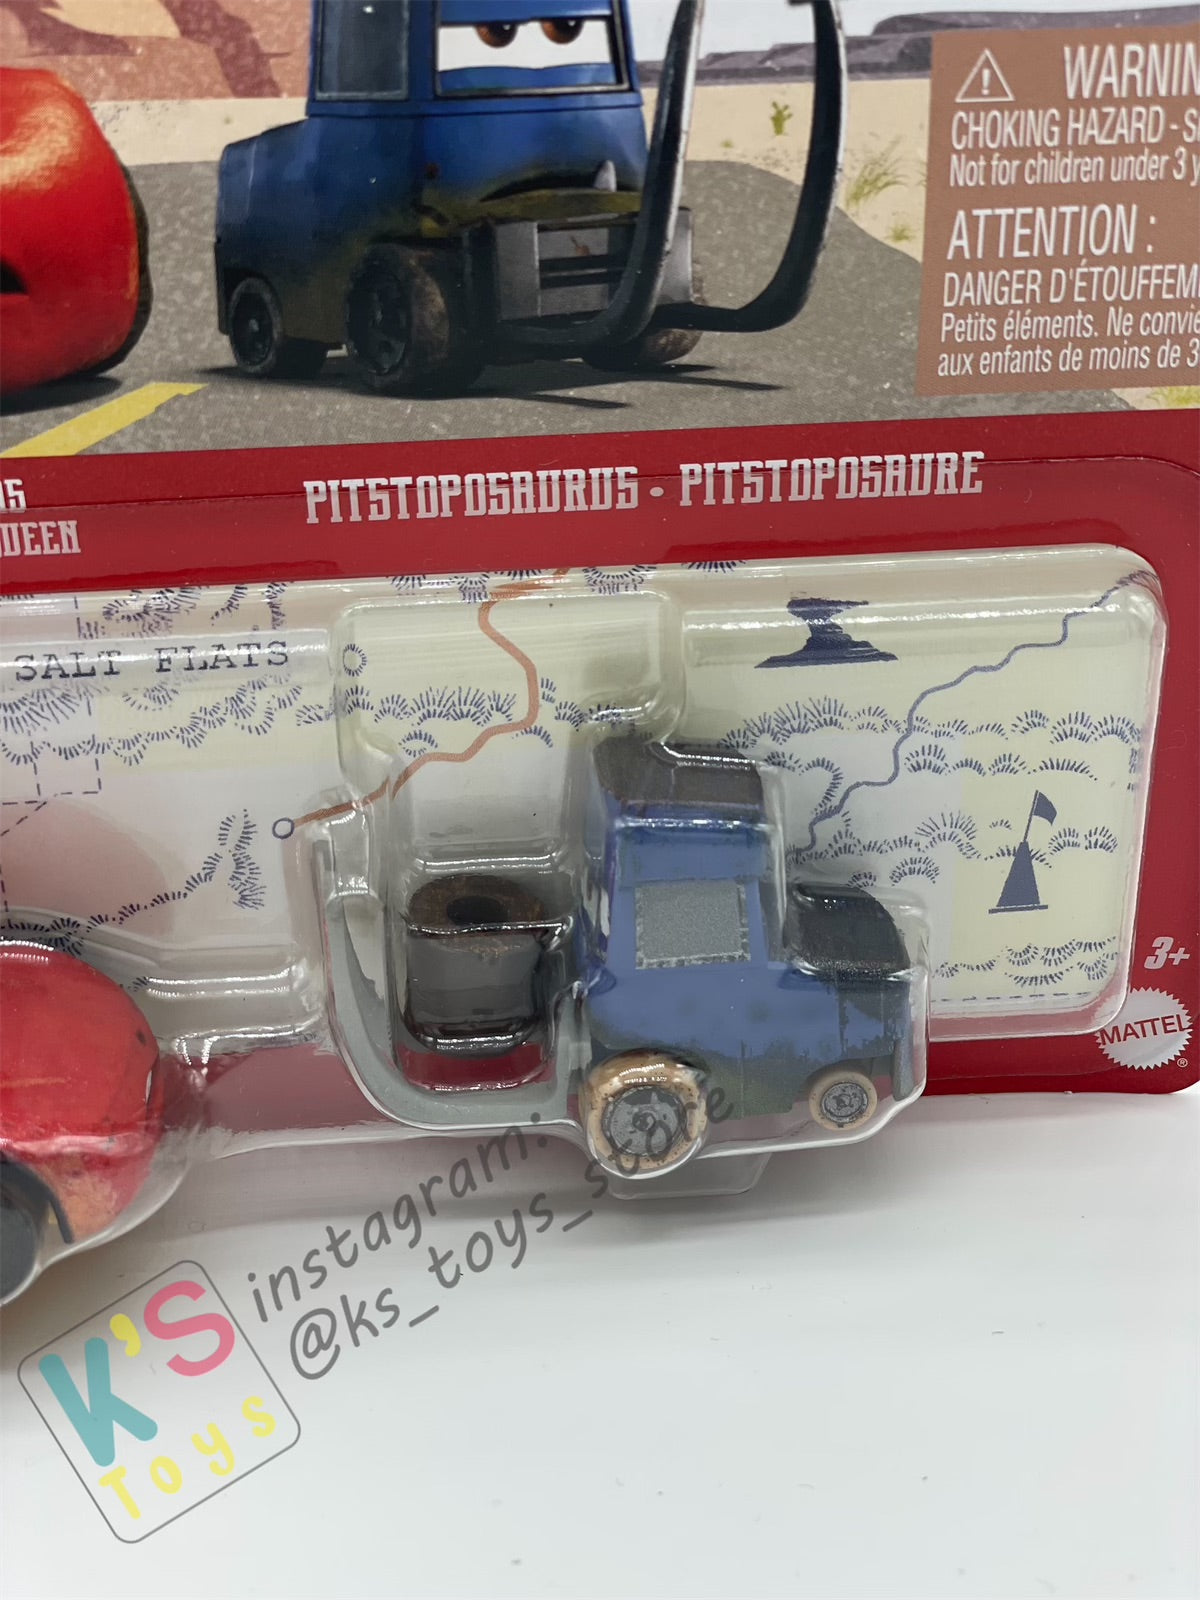 WARNIN
CHOKING HAZARD - S
Not for children under 3 y
ATTENTION :
DANGER D'ÉTOUFFEM
Petits éléments. Ne convie
aux enfants de moins de 3
PITSTOPOSAURUS • PITSTOPOSAURE
UEEN
SALT FLATS
3+
MATTEL
®
instagram:
@ks_toys_store
K'S
Toys